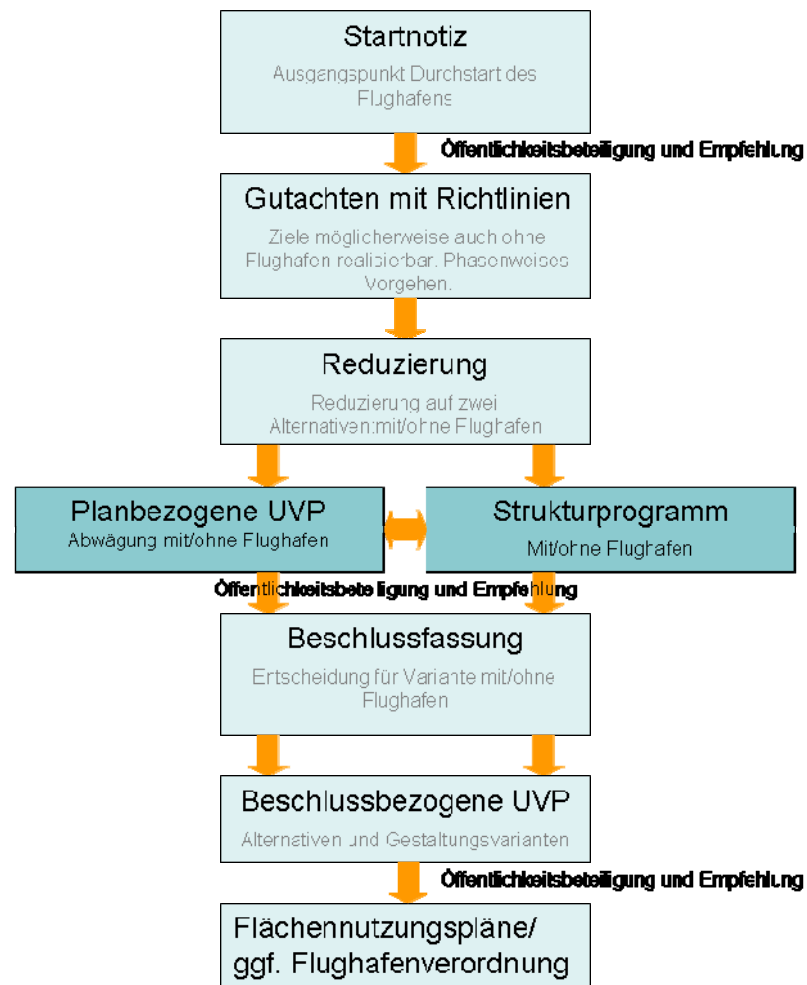 Startnotiz
Ausgangspunkt Durchstart des
Flughafens
Öffentlichkeitsbeteiligung und Empfehlung
Gutachten mit Richtlinien
Ziele möglicherweise auch ohne
Flughafen realisierbar. Phasenweises
Vorgehen.
Reduzierung
Reduzierung auf zwei
Alternativen:mit/ohne Flughafen
Planbezogene UVP
Abwägung mit/ohne Flughafen
Strukturprogramm
Mit/ohne Flughafen
Öffentlichkeitsbeteiligung und Empfehlung
Beschlussfassung
Entscheidung für Variante mit/ohne
Flughafen
Beschlussbezogene UVP
Alternativen und Gestaltungsvarianten
Öffentlichkeitsbeteiligung und Empfehlung
Flächennutzungspläne/
ggf. Flughafenverordnung